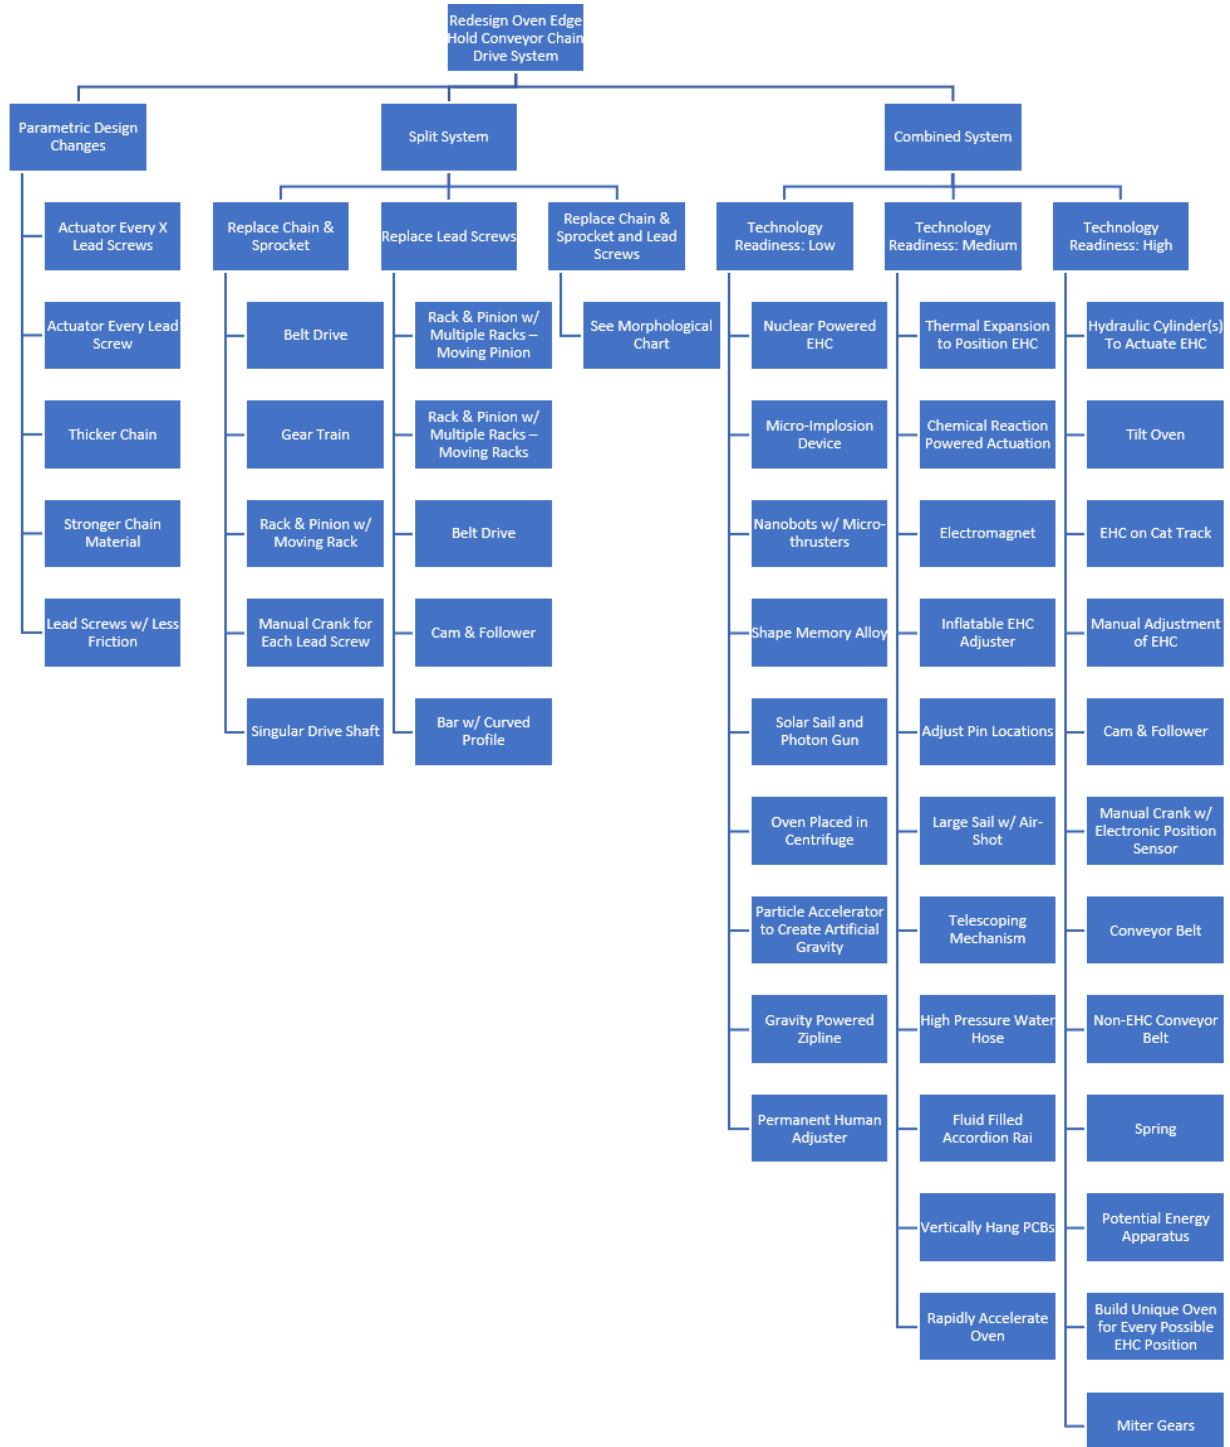 Redesign Oven Edge
Hold Conveyor Chain
Drive System
Parametric Design
Changes
Split System
Combined System
Actuator Every X
Lead Screws
Actuator Every Lead
Screw
Thicker Chain
Stronger Chain
Material
Lead Screws w/ Less
Friction
Replace Chain &
Sprocket
Belt Drive
Gear Train
Rack & Pinion w/
Moving Rack
Manual Crank for
Each Lead Screw
Singular Drive Shaft
Replace Lead Screws
Rack & Pinion w/
Multiple Racks –
Moving Pinion
Rack & Pinion w/
Multiple Racks –
Moving Racks
Belt Drive
Cam & Follower
Bar w/ Curved
Profile
Replace Chain &
Sprocket and Lead
Screws
See Morphological
Chart
Technology
Readiness: Low
Nuclear Powered
EHC
Micro-Implosion
Device
Nanobots w/ Micro-
thrusters
Shape Memory Alloy
Solar Sail and
Photon Gun
Oven Placed in
Centrifuge
Particle Accelerator
to Create Artificial
Gravity
Gravity Powered
Zipline
Permanent Human
Adjuster
Technology
Readiness: Medium
Thermal Expansion
to Position EHC
Chemical Reaction
Powered Actuation
Electromagnet
Inflatable EHC
Adjuster
Adjust Pin Locations
Large Sail w/ Air-
Shot
Telescoping
Mechanism
High Pressure Water
Hose
Fluid Filled
Accordion Rai
Vertically Hang PCBs
Rapidly Accelerate
Oven
Technology
Readiness: High
Hydraulic Cylinder(s)
To Actuate EHC
Tilt Oven
EHC on Cat Track
Manual Adjustment
of EHC
Cam & Follower
Manual Crank w/
Electronic Position
Sensor
Conveyor Belt
Non-EHC Conveyor
Belt
Spring
Potential Energy
Apparatus
Build Unique Oven
for Every Possible
EHC Position
Miter Gears